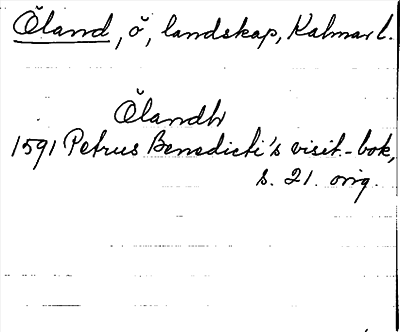 Öland, ö, landskap, Kalmar l.
Ölandh
1591 Petrus Benedicti's visit.-bok,
s. 21. orig.